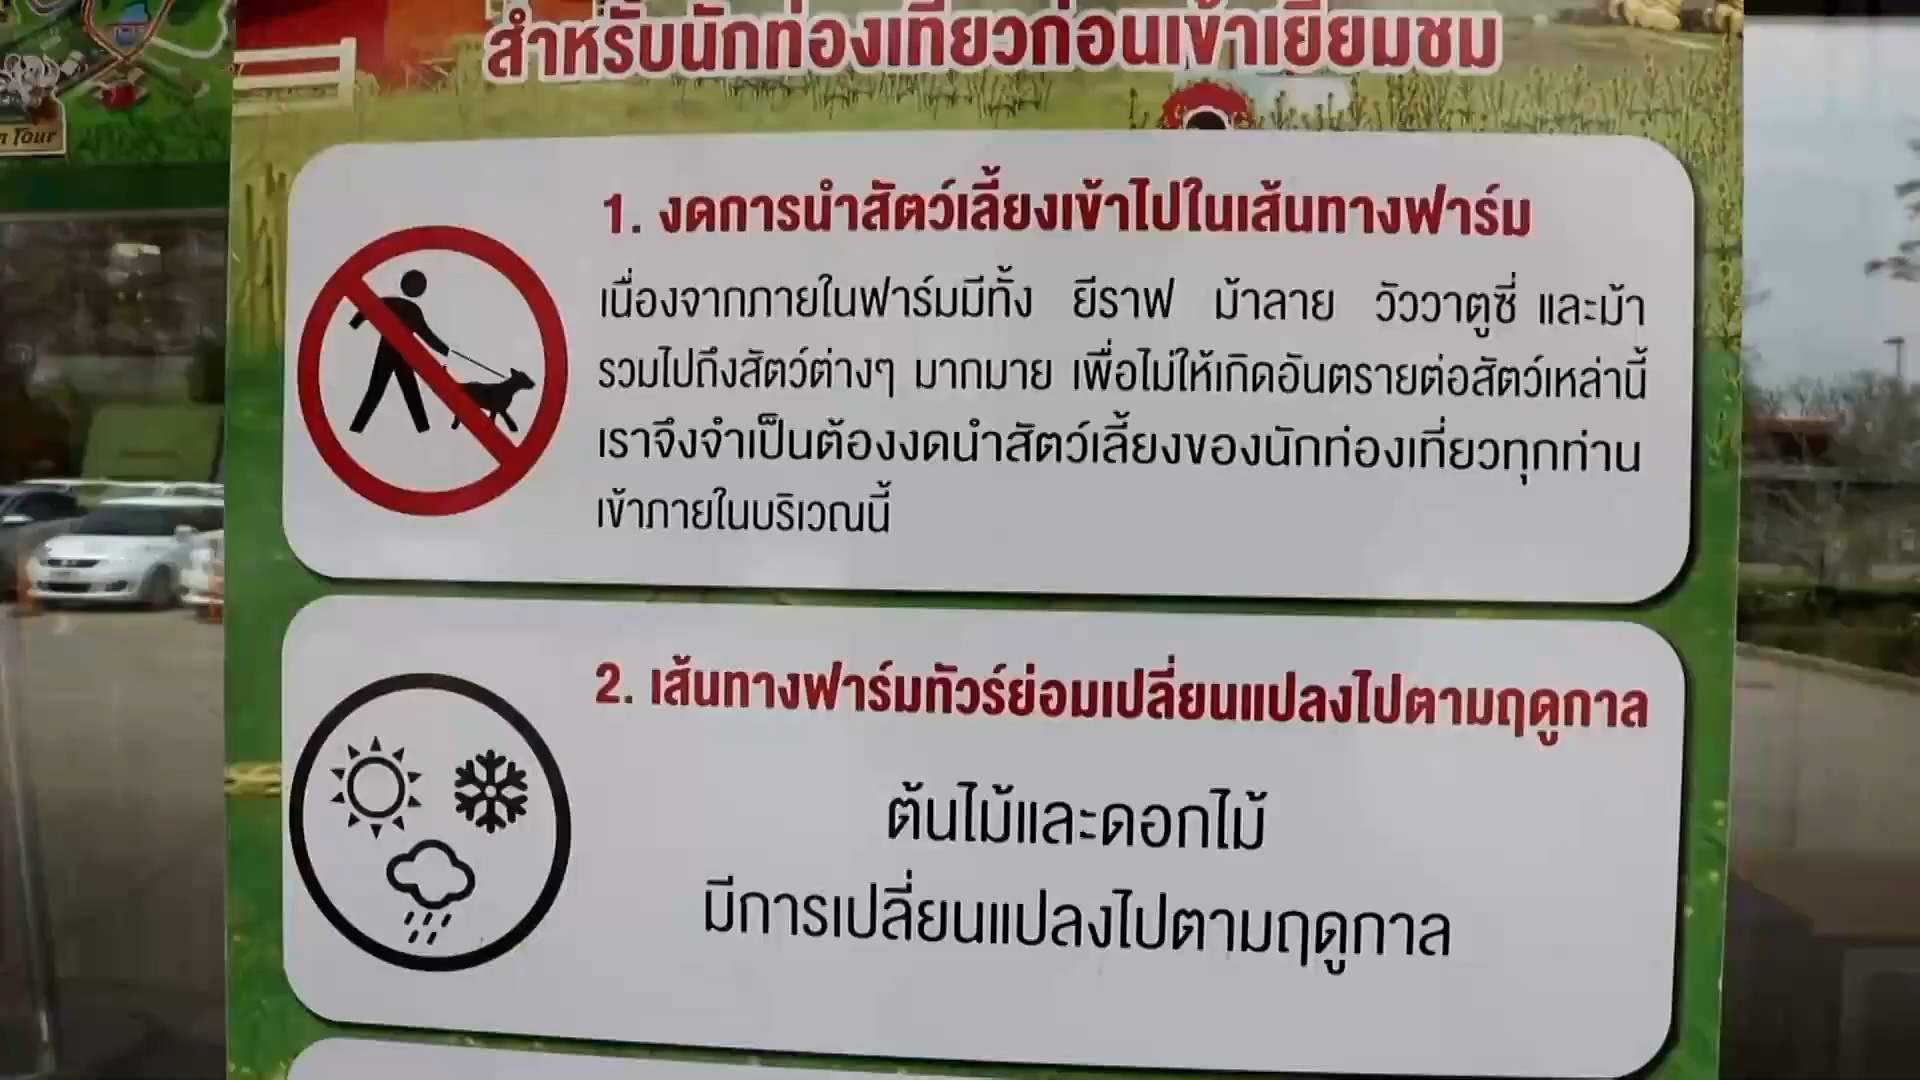 สำหรับนักท่องเที่ยวก่อนเข้าเยี่ยมชม
Tour
1. งดการนำสัตว์เลี้ยงเข้าไปในเส้นทางฟาร์ม
เนื่องจากภายในฟาร์มมีทั้ง ยีราฟ ม้าลาย วัววาตูซี่ และม้า
รวมไปถึงสัตว์ต่างๆ มากมาย เพื่อไม่ให้เกิดอันตรายต่อสัตว์เหล่านี้
เราจึงจำเป็นต้องงดนำสัตว์เลี้ยงของนักท่องเที่ยวทุกท่าน
เข้าภายในบริเวณนี้
2. เส้นทางฟาร์มทัวร์ย่อมเปลี่ยนแปลงไปตามฤดูกาล
ต้นไม้และดอกไม้
มีการเปลี่ยนแปลงไปตามฤดูกาล